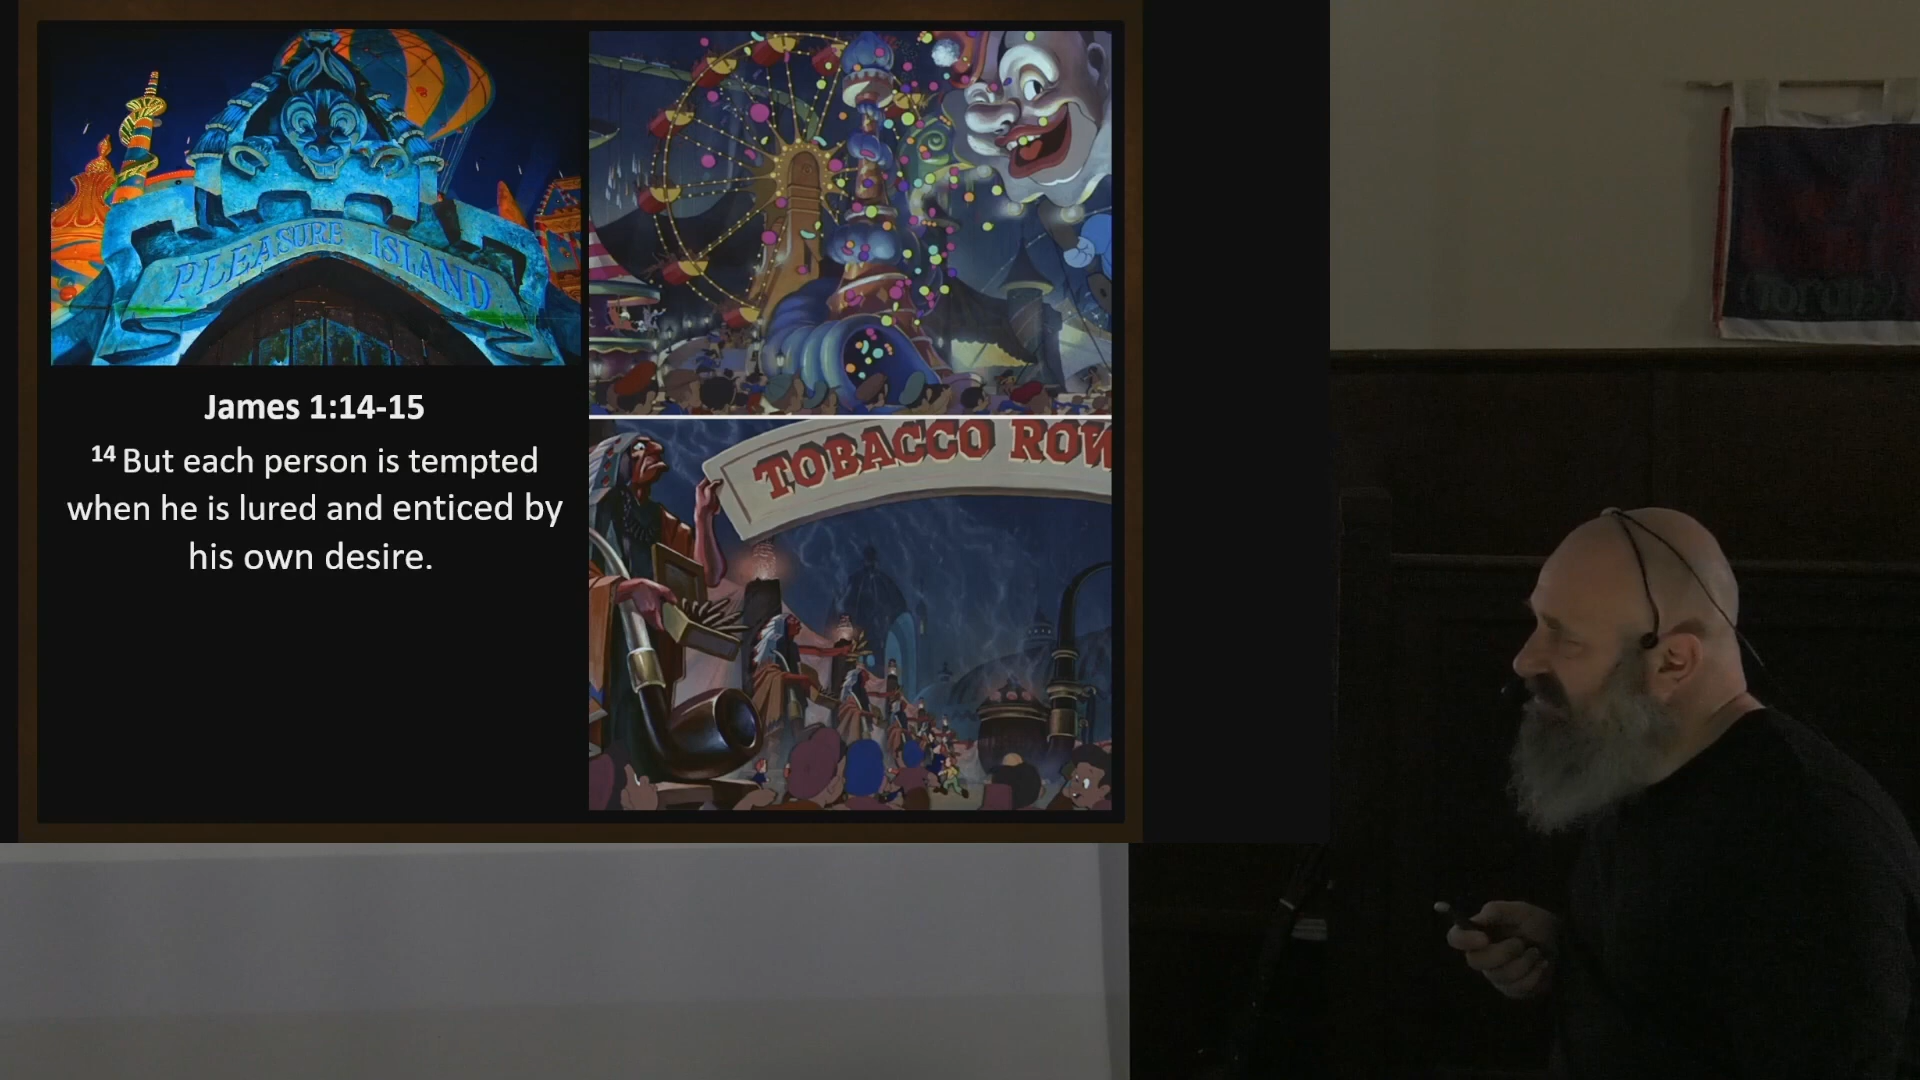 PLEASURE ISLAND
James 1:14-15
14 But each person is tempted
when he is lured and enticed by
his own desire.
TOBACCO ROW